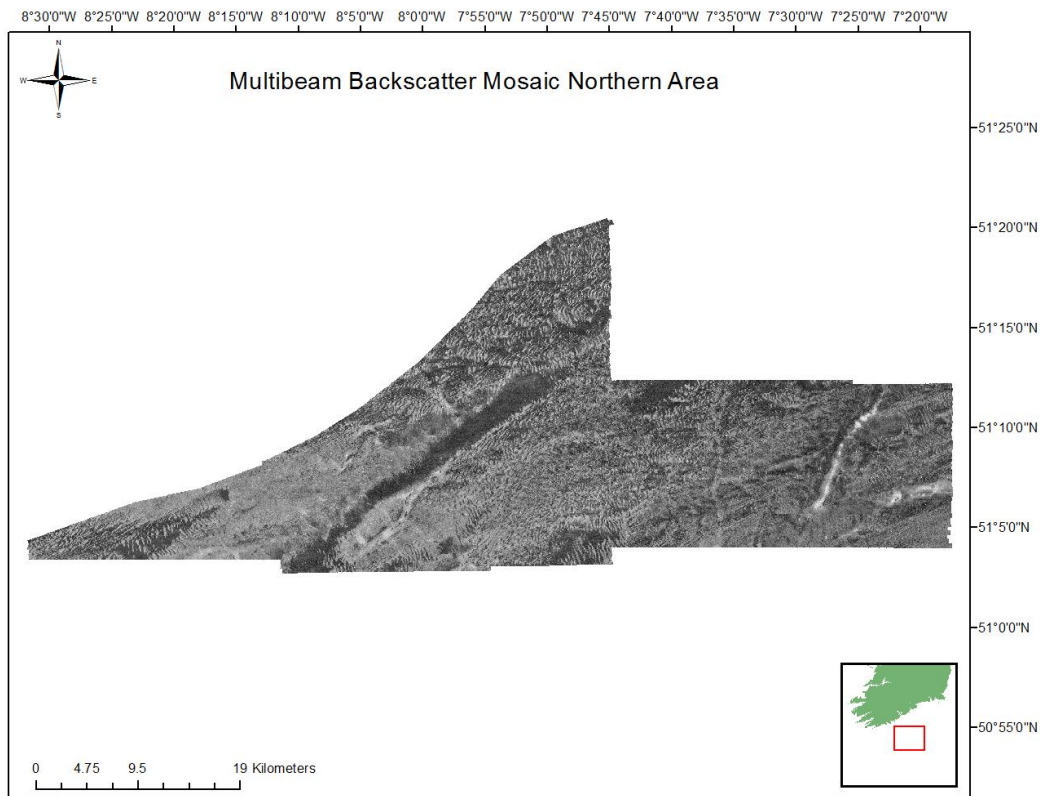 8°30'0"W 8°25'0"W 8°20'0"W 8°15'0"W 8°10'0"W 8°5'0"W 8°0'0"W 7°55'0"W 7°50'0"W 7°45'0"W 7°40'0"W 7°35'0"W 7°30'0"W 7°25'0"W 7°20'0"W
N
W E
S
Multibeam Backscatter Mosaic Northern Area
51°25'0"N
51°20'0"N
51°15'0"N
51°10'0"N
51°5'0"N
51°0'0"N
50°55'0"N
0 4.75 9.5 19 Kilometers